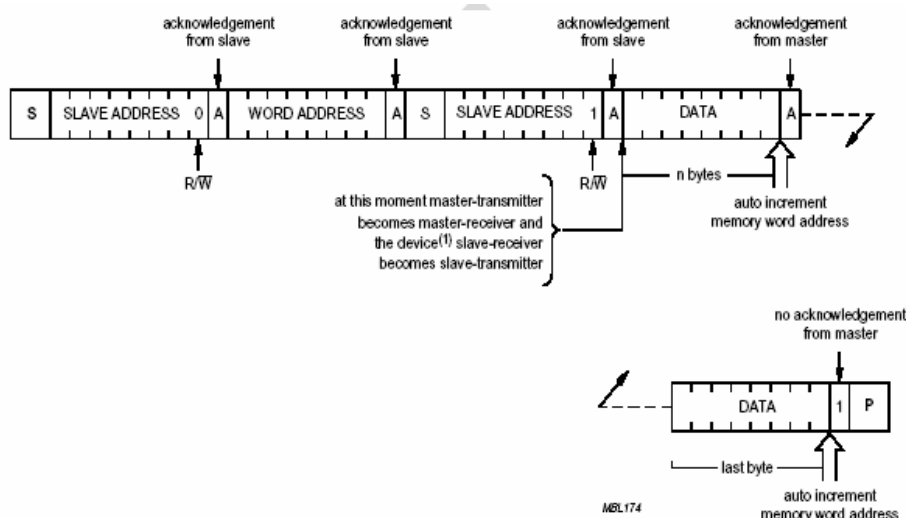 acknowledgement
from slave
acknowledgement
from slave
acknowledgement
from slave
acknowledgement
from master
S SLAVE ADDRESS 0 A WORD ADDRESS A S SLAVE ADDRESS 1 A DATA A
R/W̅
R/W̅
n bytes
at this moment master-transmitter
becomes master-receiver and
the device(1) slave-receiver
becomes slave-transmitter
auto increment
memory word address
no acknowledgement
from master
DATA 1 P
last byte
auto increment
memory word address
MBL174